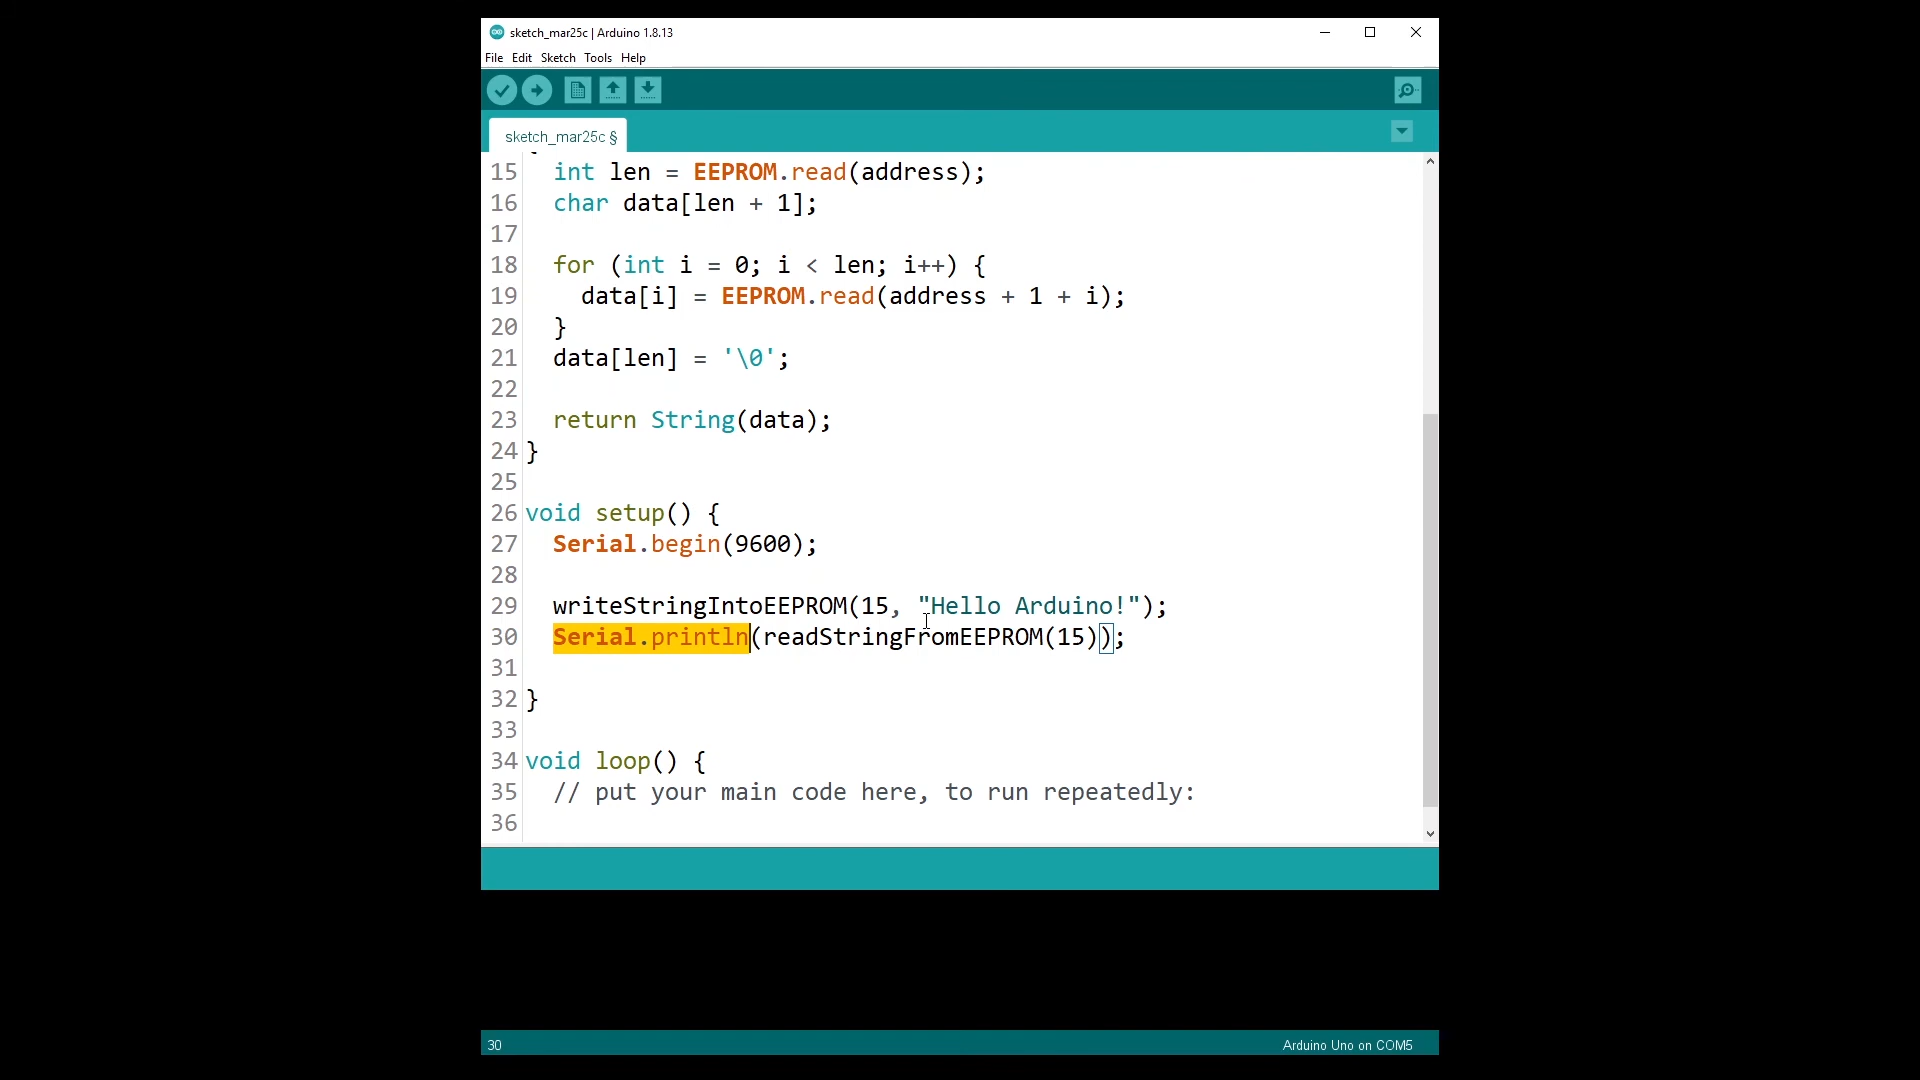 sketch_mar25c | Arduino 1.8.13
File Edit Sketch Tools Help
sketch_mar25c §
15   int len = EEPROM.read(address);
16   char data[len + 1];
17
18   for (int i = 0; i < len; i++) {
19     data[i] = EEPROM.read(address + 1 + i);
20   }
21   data[len] = '\0';
22
23   return String(data);
24 }
25
26 void setup() {
27   Serial.begin(9600);
28
29   writeStringIntoEEPROM(15, "Hello Arduino!");
30   Serial.println(readStringFromEEPROM(15));
31
32 }
33
34 void loop() {
35   // put your main code here, to run repeatedly:
36
30 Arduino Uno on COM5